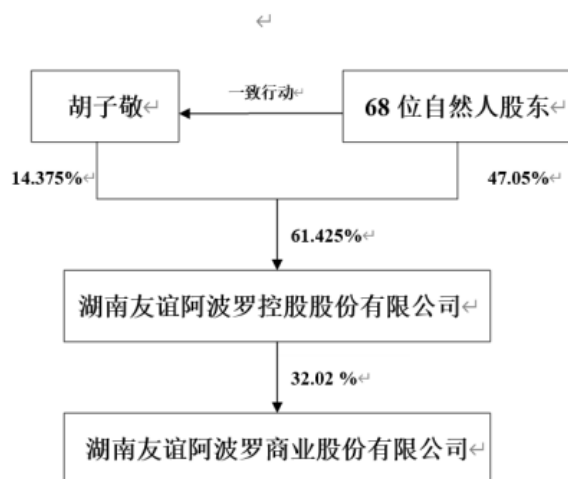 一致行动
胡子敬
68 位自然人股东
14.375%
47.05%
61.425%
湖南友谊阿波罗控股股份有限公司
32.02 %
湖南友谊阿波罗商业股份有限公司